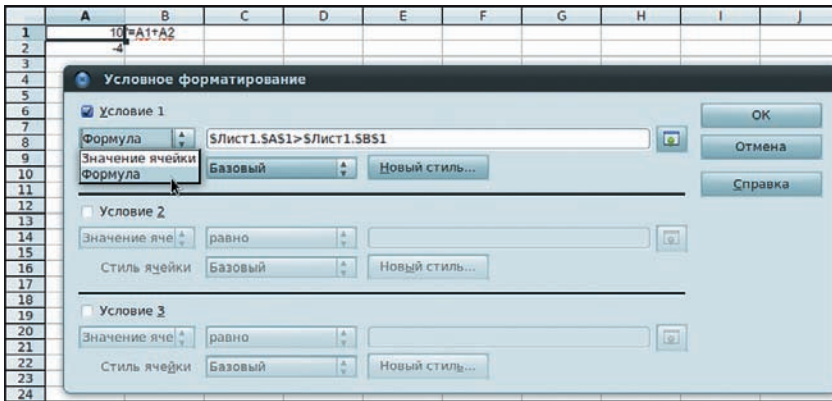 A B C D E F G H I J
1 10 '=A1+A2
2 -4
3
4
Условное форматирование
5
6 Условие 1 OK
7
8 Формула $Лист1.$A$1>$Лист1.$B$1 Отмена
9 Значение ячейки
10 Формула Базовый Новый стиль...
11 Справка
12 Условие 2
13
14 Значение яче равно
15
16 Стиль ячейки Базовый Новый стиль...
17
18
19 Условие 3
20 Значение яче равно
21
22 Стиль ячейки Базовый Новый стиль...
23
24